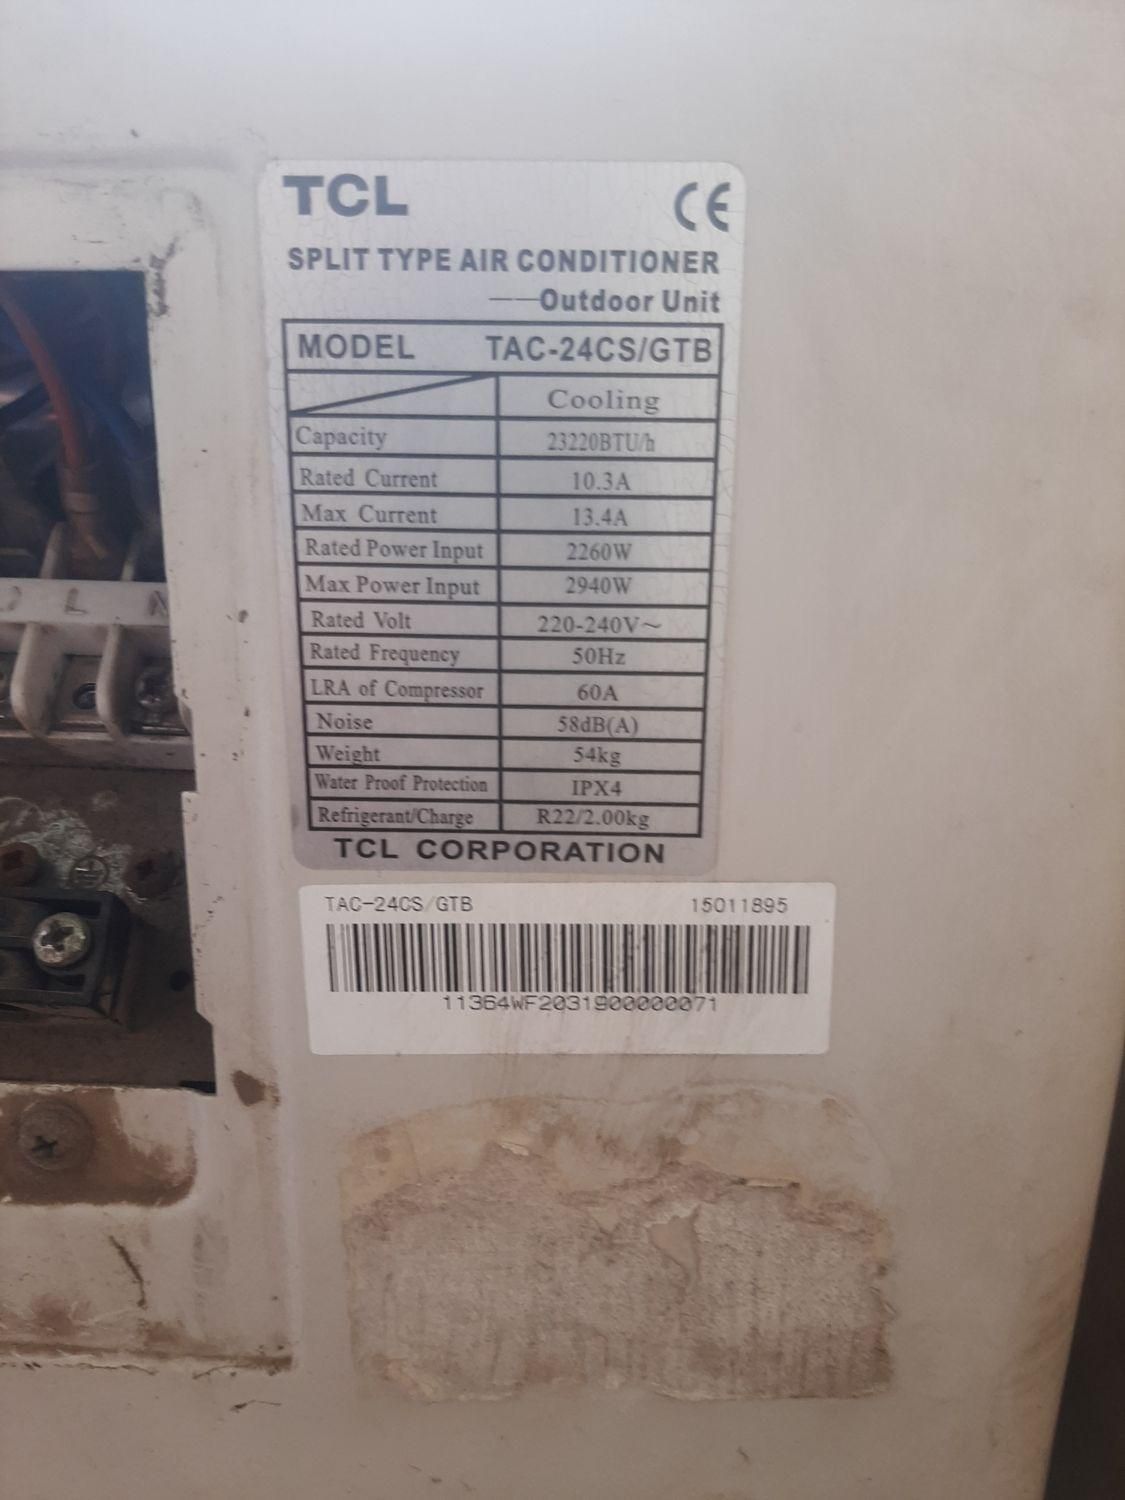 TCL CE
SPLIT TYPE AIR CONDITIONER
——Outdoor Unit
MODEL TAC-24CS/GTB
Cooling
Capacity 23220BTU/h
Rated Current 10.3A
Max Current 13.4A
Rated Power Input 2260W
Max Power Input 2940W
Rated Volt 220-240V~
Rated Frequency 50Hz
LRA of Compressor 60A
Noise 58dB(A)
Weight 54kg
Water Proof Protection IPX4
Refrigerant/Charge R22/2.00kg
TCL CORPORATION
TAC-24CS/GTB 15011895
11364WF2031900000071
L N